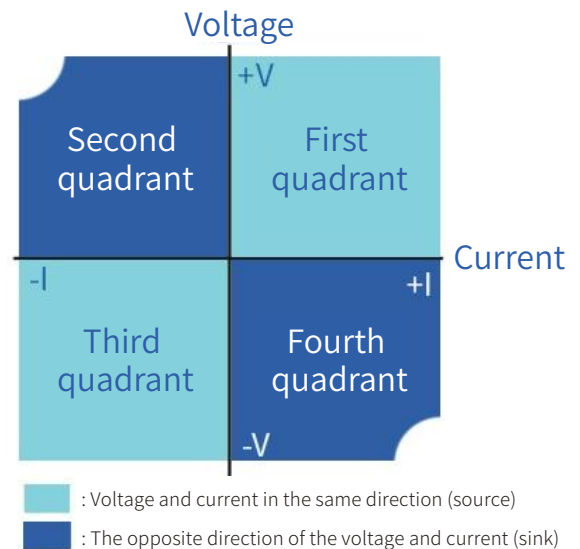 Voltage
+V
Second
quadrant
First
quadrant
Current
-I
+I
Third
quadrant
Fourth
quadrant
-V
: Voltage and current in the same direction (source)
: The opposite direction of the voltage and current (sink)